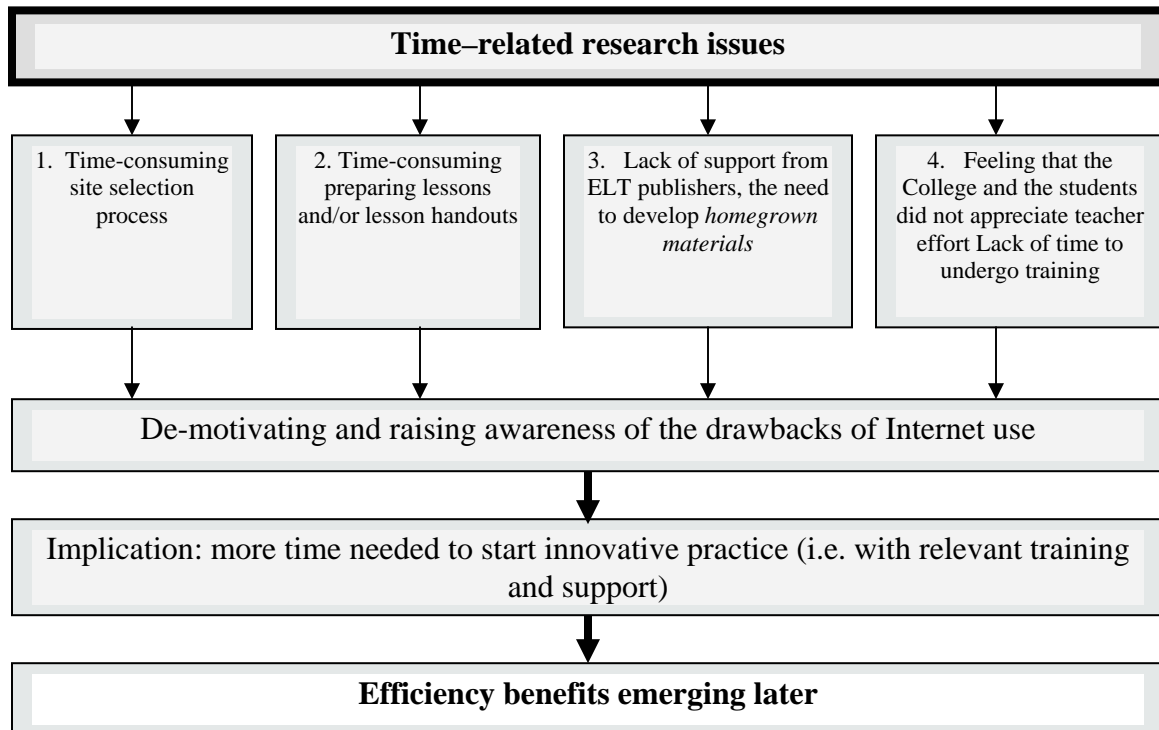 Time–related research issues
1. Time-consuming
site selection
process
2. Time-consuming
preparing lessons
and/or lesson handouts
3. Lack of support from
ELT publishers, the need
to develop homegrown
materials
4. Feeling that the
College and the students
did not appreciate teacher
effort Lack of time to
undergo training
De-motivating and raising awareness of the drawbacks of Internet use
Implication: more time needed to start innovative practice (i.e. with relevant training
and support)
Efficiency benefits emerging later